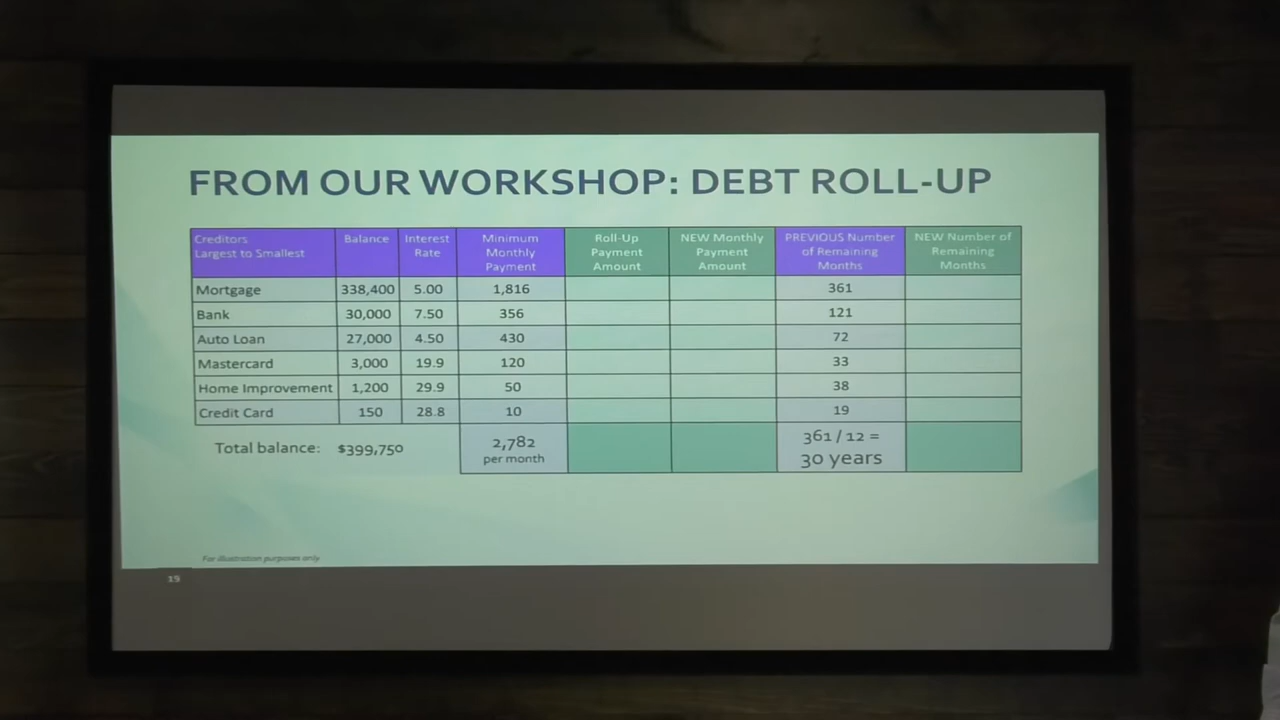 FROM OUR WORKSHOP: DEBT ROLL-UP
Creditors
Largest to Smallest
Balance
Interest
Rate
Minimum
Monthly
Payment
Roll-Up
Payment
Amount
NEW Monthly
Payment
Amount
PREVIOUS Number
of Remaining
Months
NEW Number of
Remaining
Months
Mortgage 338,400 5.00 1,816 361
Bank 30,000 7.50 356 121
Auto Loan 27,000 4.50 430 72
Mastercard 3,000 19.9 120 33
Home Improvement 1,200 29.9 50 38
Credit Card 150 28.8 10 19
Total balance: $399,750
2,782
per month
361 / 12 =
30 years
For illustration purposes only
19